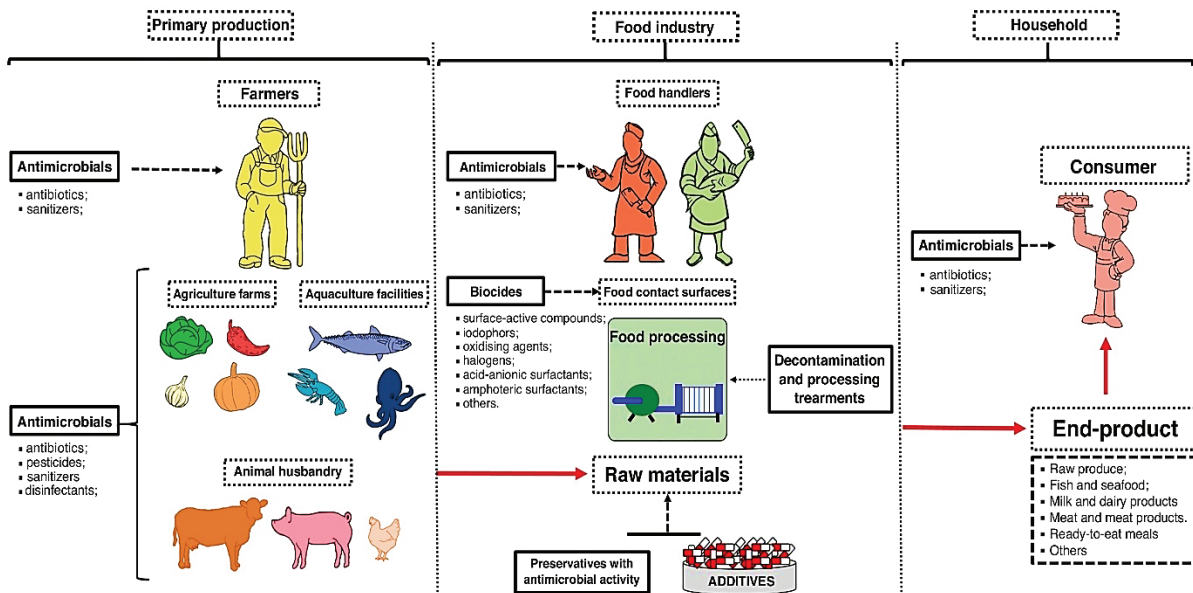 Primary production
Farmers
Antimicrobials
▪ antibiotics;
▪ sanitizers;
Agriculture farms
Aquaculture facilities
Antimicrobials
▪ antibiotics;
▪ pesticides;
▪ sanitizers
▪ disinfectants;
Animal husbandry
Food industry
Food handlers
Antimicrobials
▪ antibiotics;
▪ sanitizers;
Biocides
Food contact surfaces
▪ surface-active compounds;
▪ iodophors;
▪ oxidising agents;
▪ halogens;
▪ acid-anionic surfactants;
▪ amphoteric surfactants;
▪ others.
Food processing
Decontamination
and processing
trearments
Raw materials
Preservatives with
antimicrobial activity
ADDITIVES
Household
Consumer
Antimicrobials
▪ antibiotics;
▪ sanitizers;
End-product
▪ Raw produce;
▪ Fish and seafood;
▪ Milk and dairy products
▪ Meat and meat products.
▪ Ready-to-eat meals
▪ Others